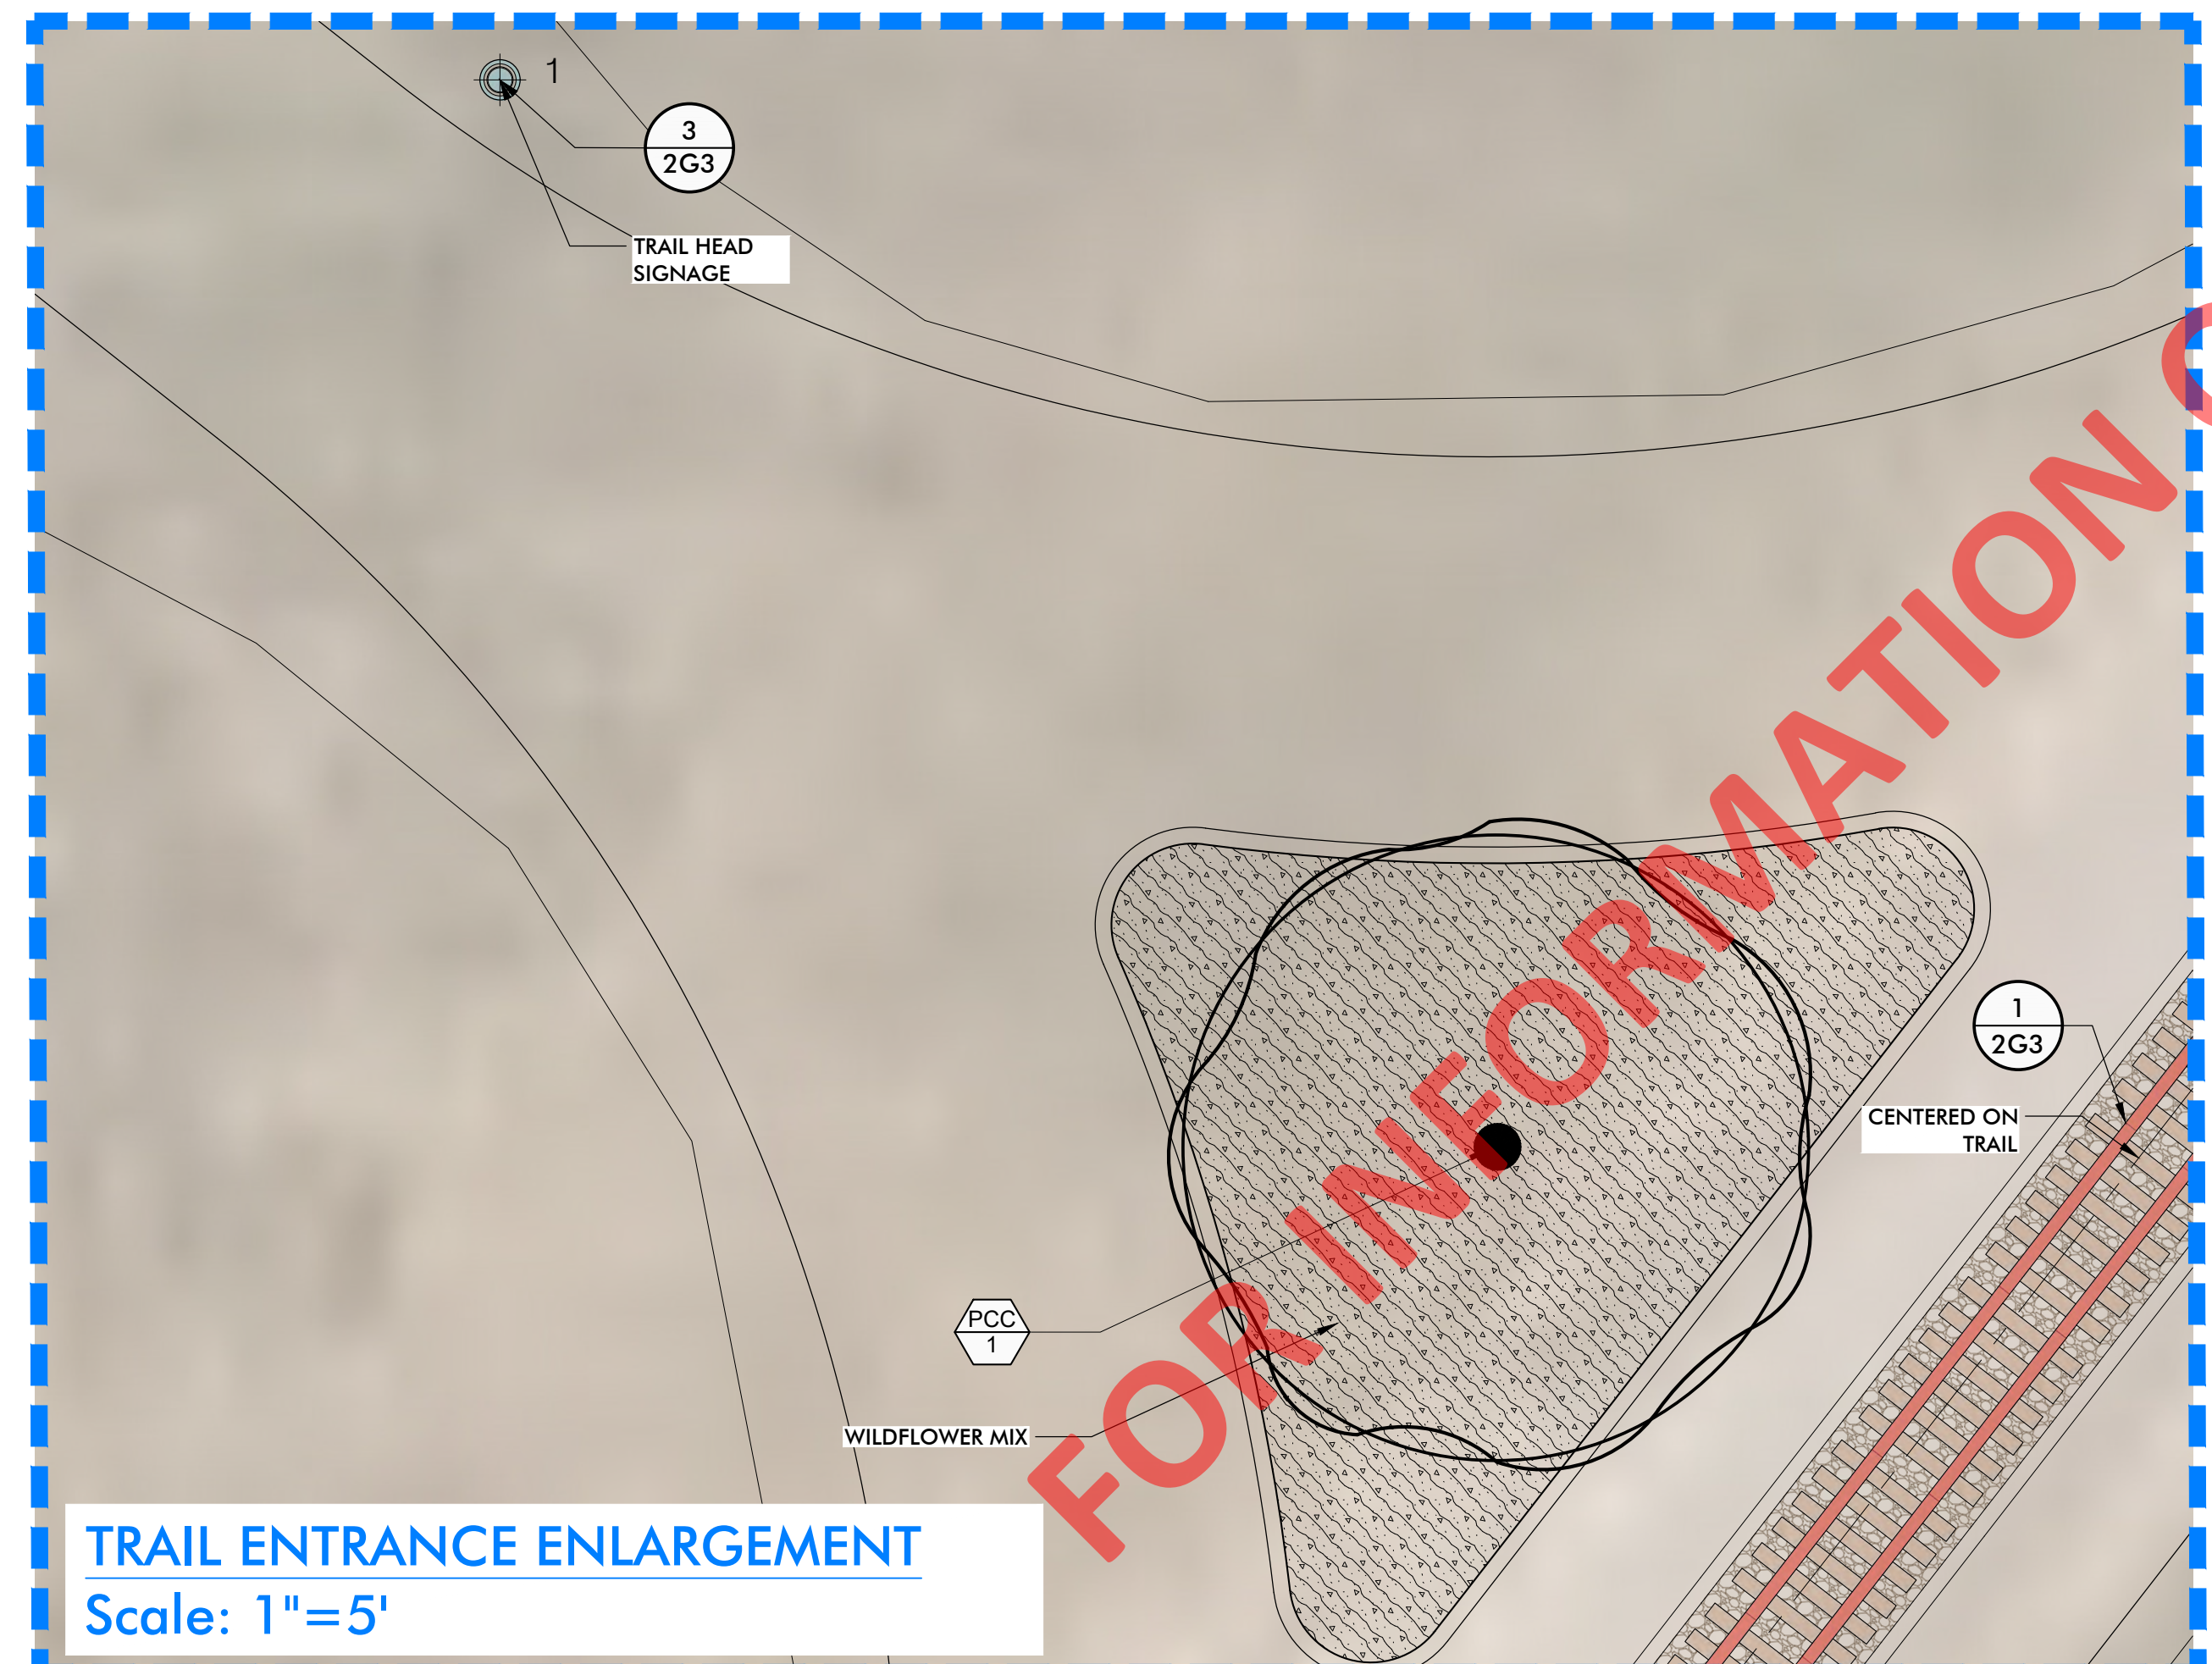 1
3
2G3
TRAIL HEAD
SIGNAGE
1
2G3
CENTERED ON
TRAIL
PCC
1
WILDFLOWER MIX
FOR INFORMATION
TRAIL ENTRANCE ENLARGEMENT
Scale: 1"=5'